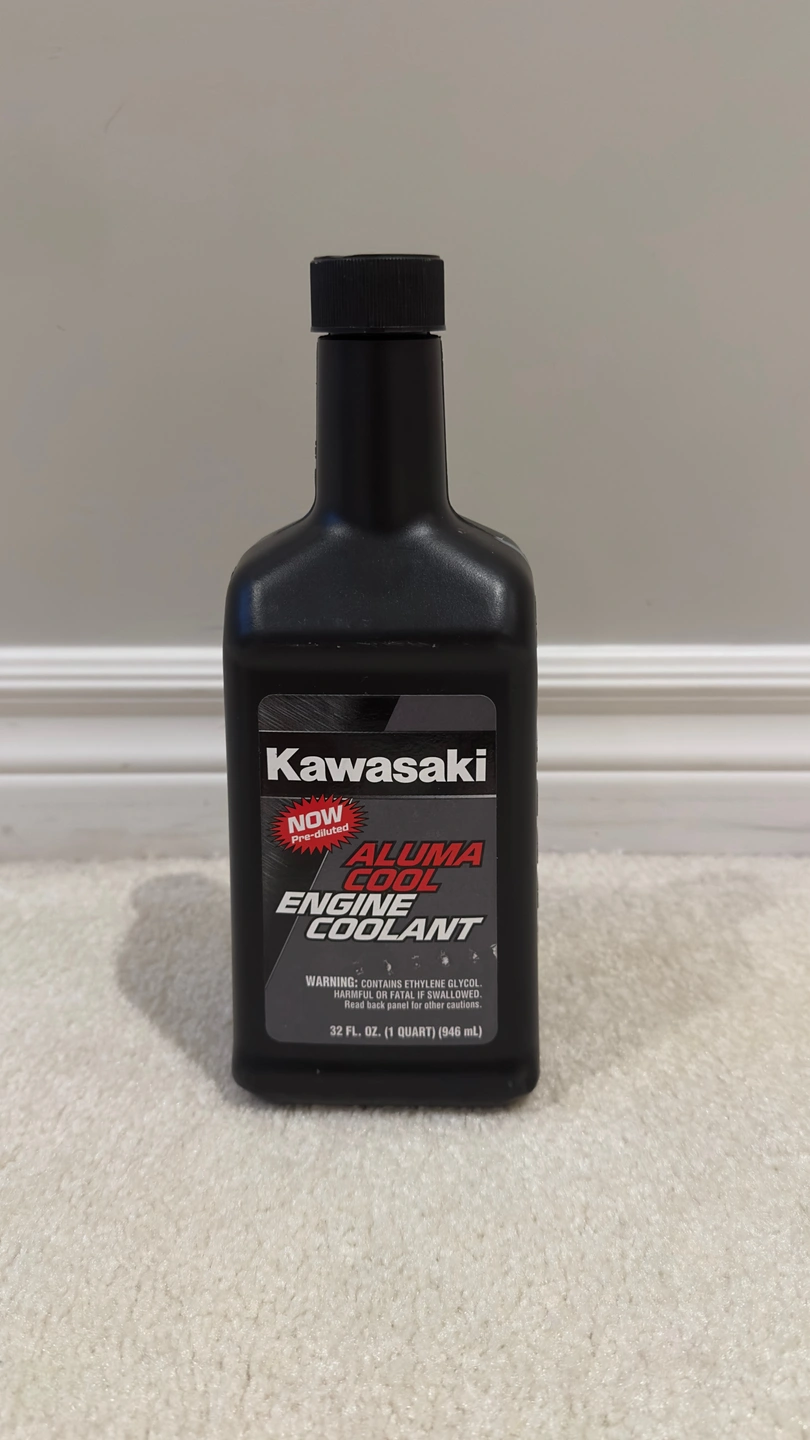 Kawasaki
NOW
Pre-diluted
ALUMA
COOL
ENGINE
COOLANT
WARNING: CONTAINS ETHYLENE GLYCOL.
HARMFUL OR FATAL IF SWALLOWED.
Read back panel for other cautions.
32 FL. OZ. (1 QUART) (946 mL)